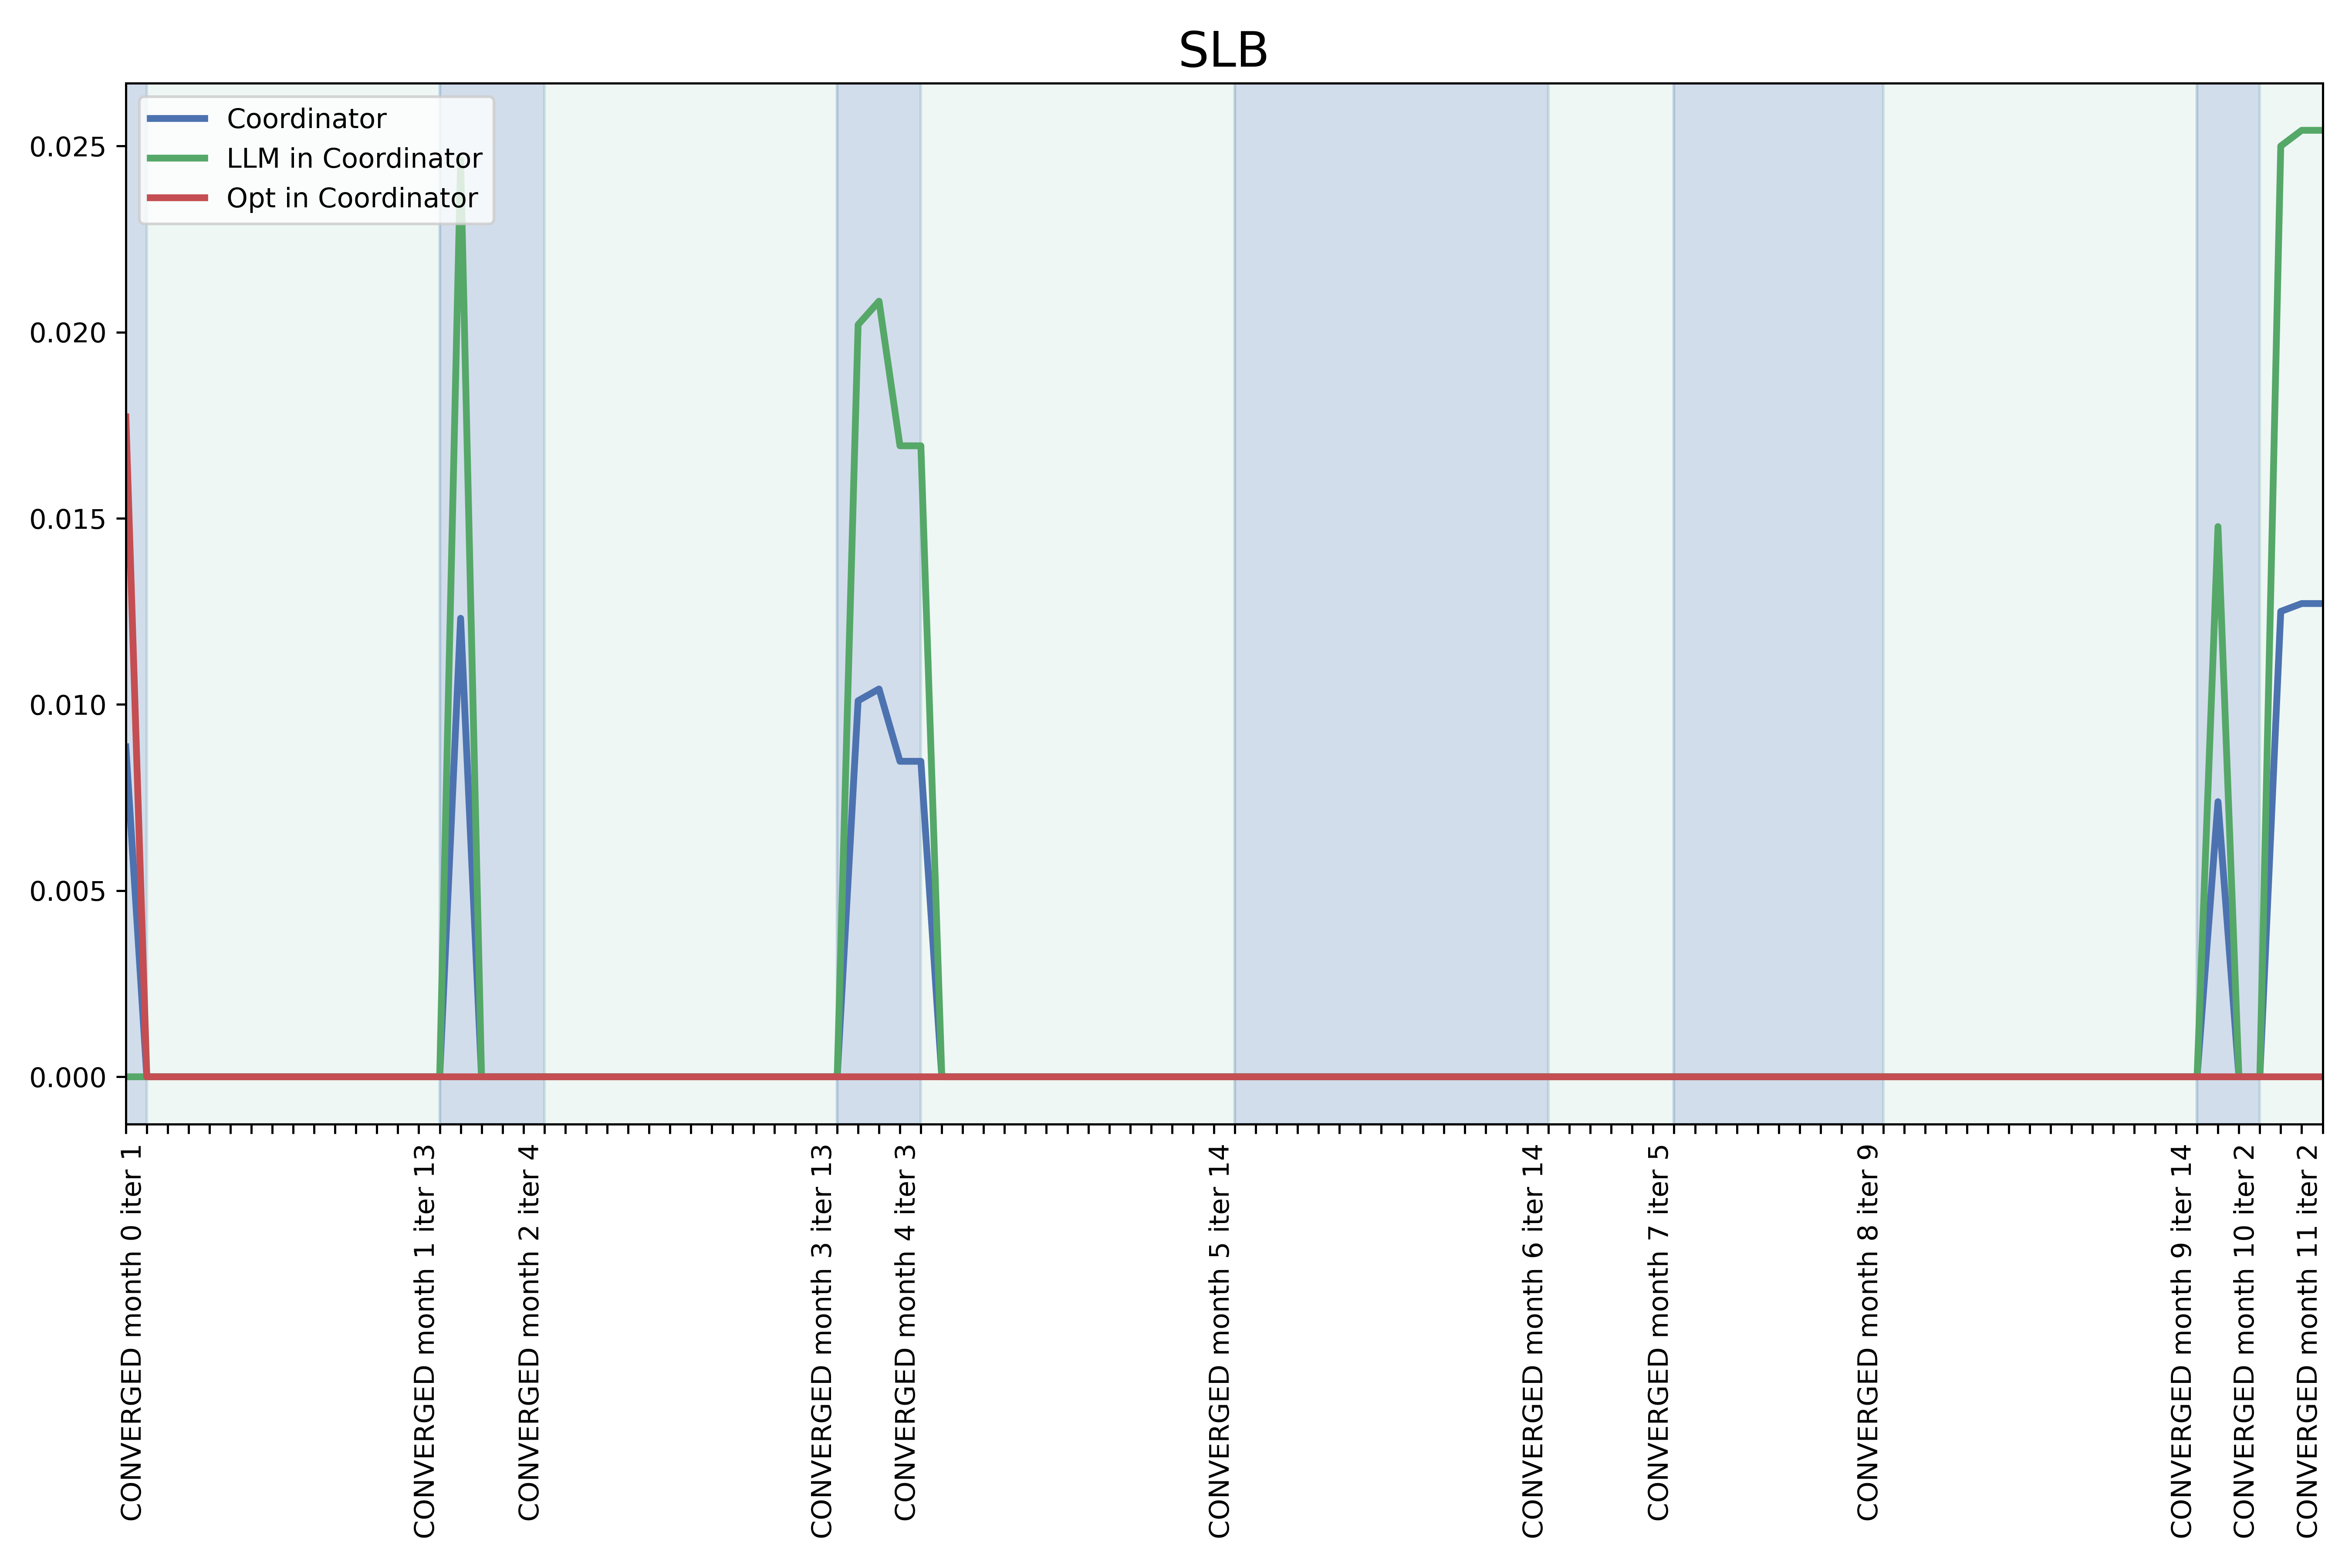 SLB
Coordinator
LLM in Coordinator
Opt in Coordinator
0.025
0.020
0.015
0.010
0.005
0.000
CONVERGED month 0 iter 1
CONVERGED month 1 iter 13
CONVERGED month 2 iter 4
CONVERGED month 3 iter 13
CONVERGED month 4 iter 3
CONVERGED month 5 iter 14
CONVERGED month 6 iter 14
CONVERGED month 7 iter 5
CONVERGED month 8 iter 9
CONVERGED month 9 iter 14
CONVERGED month 10 iter 2
CONVERGED month 11 iter 2